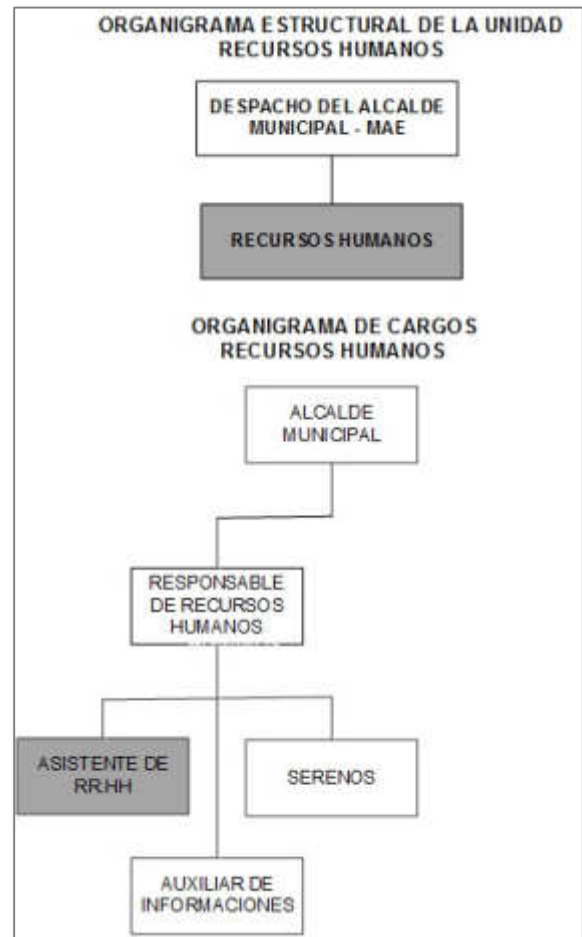 ORGANIGRAMA ESTRUCTURAL DE LA UNIDAD
RECURSOS HUMANOS
DESPACHO DEL ALCALDE
MUNICIPAL - MAE
RECURSOS HUMANOS
ORGANIGRAMA DE CARGOS
RECURSOS HUMANOS
ALCALDE
MUNICIPAL
RESPONSABLE
DE RECURSOS
HUMANOS
ASISTENTE DE
RR.HH
SERENOS
AUXILIAR DE
INFORMACIONES